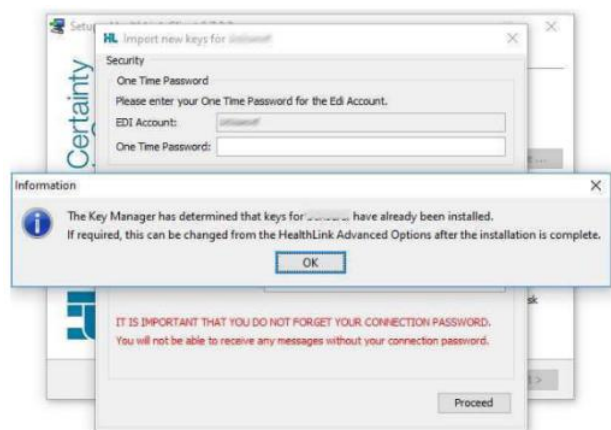 Setup
HL Import new keys for
Security
One Time Password
Please enter your One Time Password for the Edi Account.
EDI Account:
One Time Password:
Certainty
Information
The Key Manager has determined that keys for have already been installed.
If required, this can be changed from the HealthLink Advanced Options after the installation is complete.
OK
IT IS IMPORTANT THAT YOU DO NOT FORGET YOUR CONNECTION PASSWORD.
You will not be able to receive any messages without your connection password.
Proceed